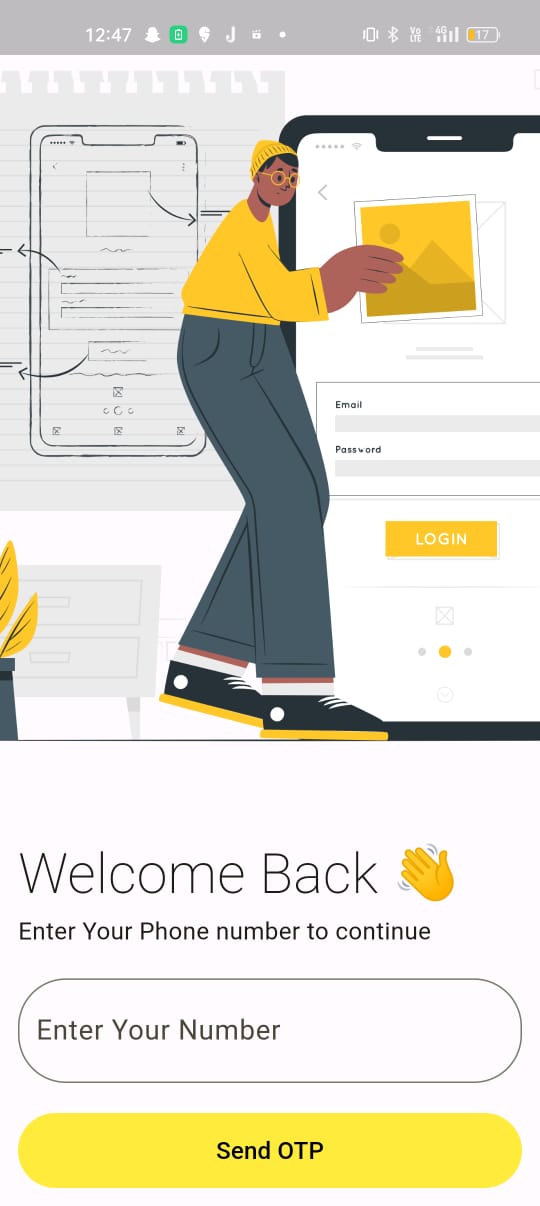 12:47
Vo LTE 4G 17
Email
Password
LOGIN
Welcome Back 👋
Enter Your Phone number to continue
Enter Your Number
Send OTP